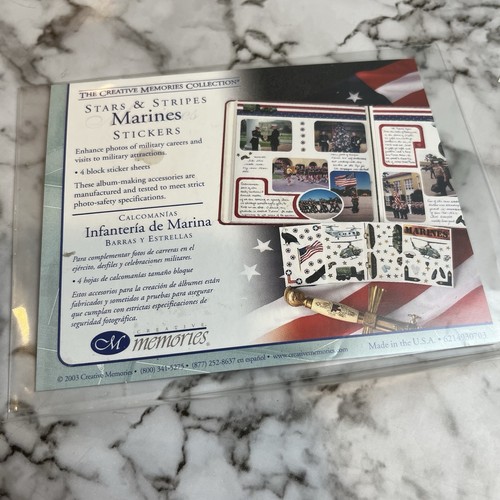 THE CREATIVE MEMORIES COLLECTION®
STARS & STRIPES
Marines
STICKERS
Enhance photos of military careers and
visits to military attractions.
• 4 block sticker sheets
These album-making accessories are
manufactured and tested to meet strict
photo-safety specifications.
CALCOMANÍAS
Infantería de Marina
BARRAS Y ESTRELLAS
Para complementar fotos de carreras en el
ejército, desfiles y celebraciones militares.
• 4 hojas de calcomanías tamaño bloque
Estos accesorios para la creación de álbumes están
fabricados y sometidos a pruebas para asegurar
que cumplan con estrictas especificaciones de
seguridad fotográfica.
CM
CREATIVE
memories®
MARINES
© 2003 Creative Memories • (800) 341-5275 • (877) 252-8637 en español • www.creativememories.com
Made in the U.S.A. •